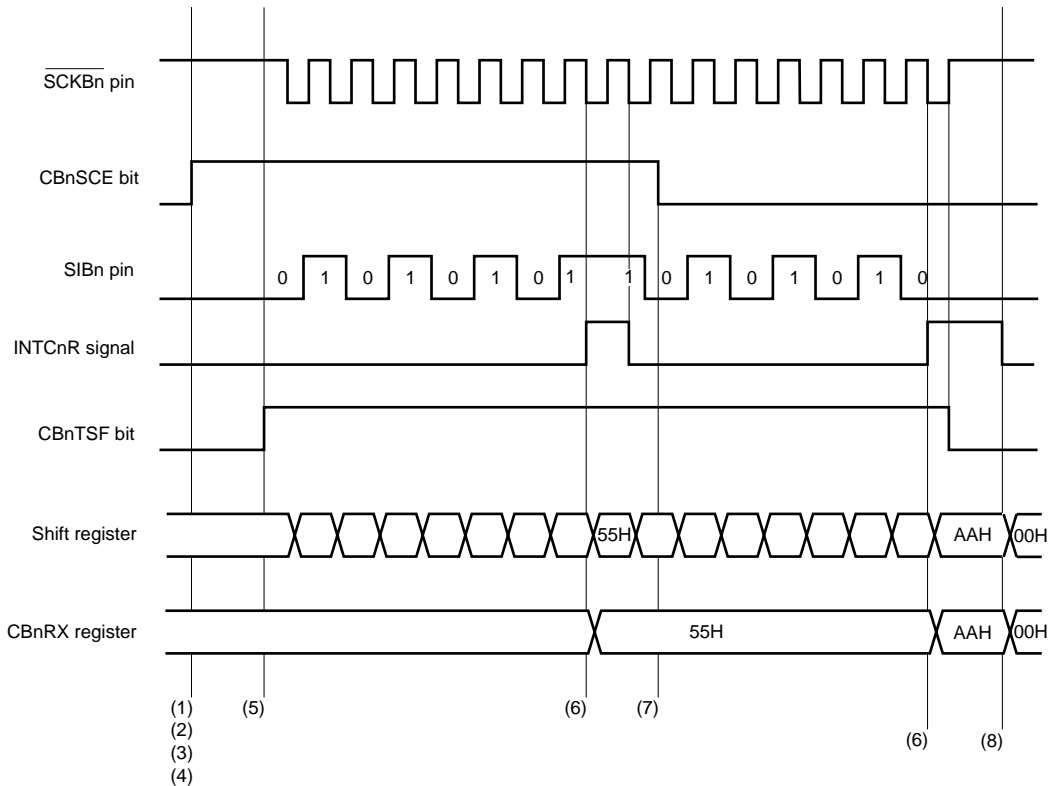 SCKBn pin
CBnSCE bit
SIBn pin
0 1 0 1 0 1 0 1 1 0 1 0 1 0 1 0
INTCnR signal
CBnTSF bit
Shift register
55H AAH 00H
CBnRX register
55H AAH 00H
(1) (5) (6) (7)
(2)
(6) (8)
(3)
(4)